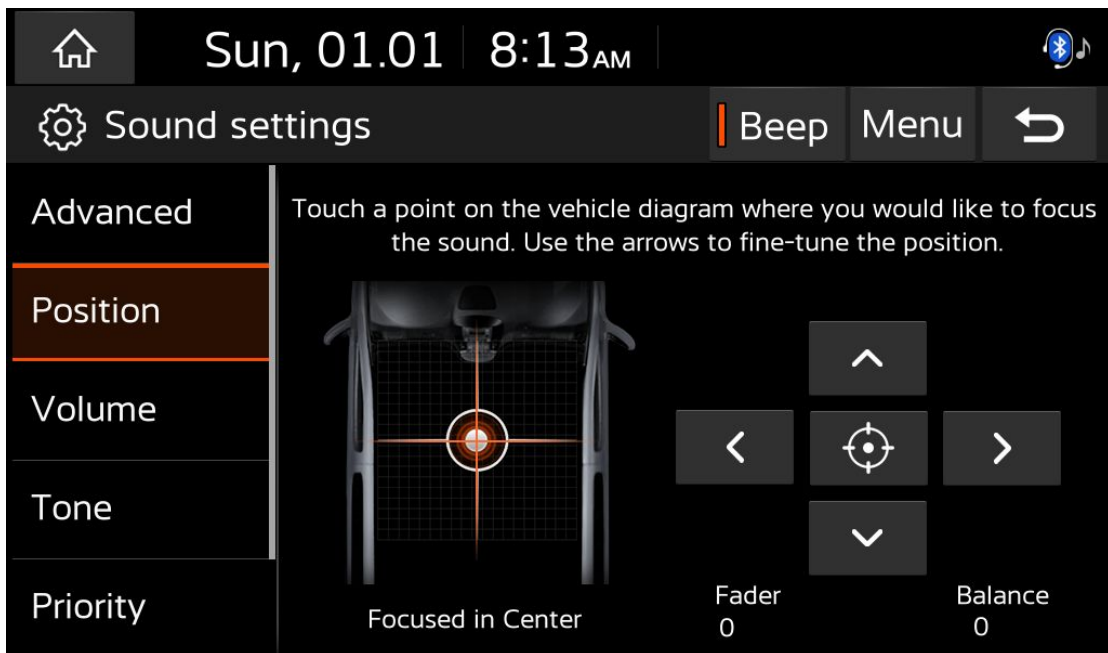 Sun, 01.01 8:13 AM
Sound settings Beep Menu
Advanced
Position
Volume
Tone
Priority
Touch a point on the vehicle diagram where you would like to focus
the sound. Use the arrows to fine-tune the position.
Focused in Center
Fader
0
Balance
0